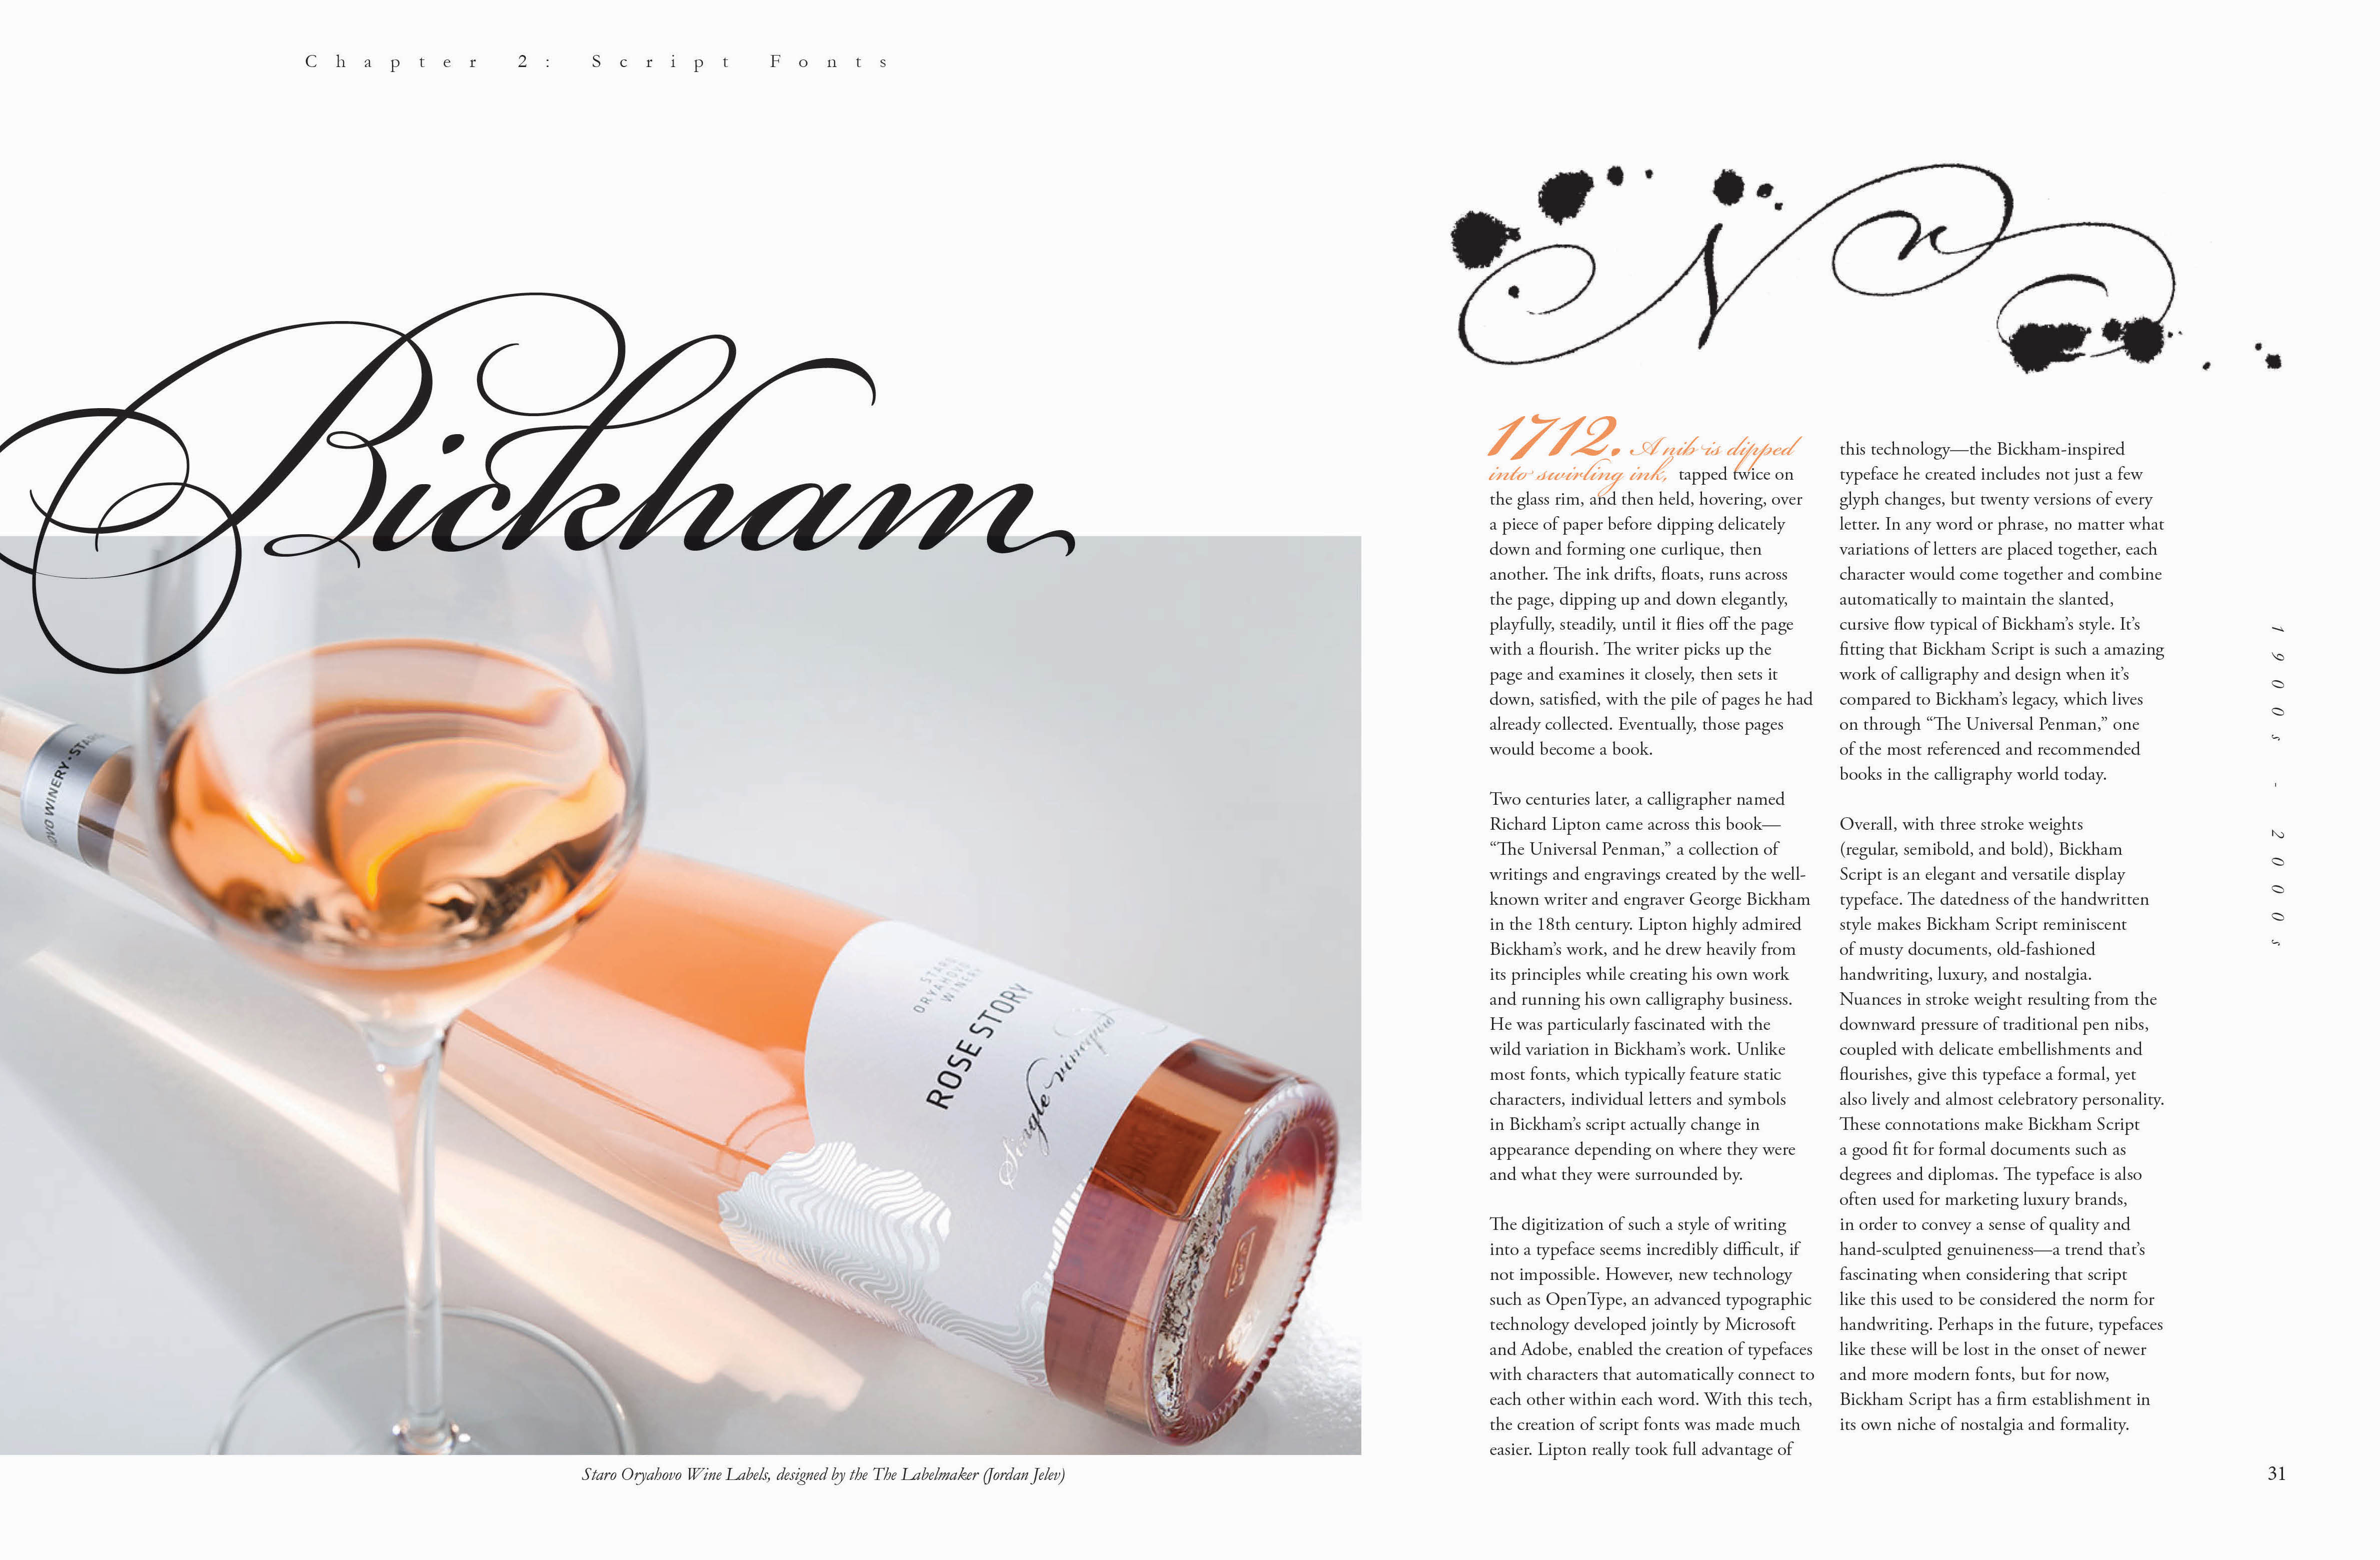 Chapter 2: Script Fonts
Bickham
WINERY • STAR
STARO
ORYAHOVO
WINERY
ROSE STORY
Single vineyard
Staro Oryahovo Wine Labels, designed by the The Labelmaker (Jordan Jelev)
N n
1712. A nib is dipped
into swirling ink, tapped twice on
the glass rim, and then held, hovering, over
a piece of paper before dipping delicately
down and forming one curlique, then
another. The ink drifts, floats, runs across
the page, dipping up and down elegantly,
playfully, steadily, until it flies off the page
with a flourish. The writer picks up the
page and examines it closely, then sets it
down, satisfied, with the pile of pages he had
already collected. Eventually, those pages
would become a book.
Two centuries later, a calligrapher named
Richard Lipton came across this book—
“The Universal Penman,” a collection of
writings and engravings created by the well-
known writer and engraver George Bickham
in the 18th century. Lipton highly admired
Bickham’s work, and he drew heavily from
its principles while creating his own work
and running his own calligraphy business.
He was particularly fascinated with the
wild variation in Bickham’s work. Unlike
most fonts, which typically feature static
characters, individual letters and symbols
in Bickham’s script actually change in
appearance depending on where they were
and what they were surrounded by.
The digitization of such a style of writing
into a typeface seems incredibly difficult, if
not impossible. However, new technology
such as OpenType, an advanced typographic
technology developed jointly by Microsoft
and Adobe, enabled the creation of typefaces
with characters that automatically connect to
each other within each word. With this tech,
the creation of script fonts was made much
easier. Lipton really took full advantage of
this technology—the Bickham-inspired
typeface he created includes not just a few
glyph changes, but twenty versions of every
letter. In any word or phrase, no matter what
variations of letters are placed together, each
character would come together and combine
automatically to maintain the slanted,
cursive flow typical of Bickham’s style. It’s
fitting that Bickham Script is such a amazing
work of calligraphy and design when it’s
compared to Bickham’s legacy, which lives
on through “The Universal Penman,” one
of the most referenced and recommended
books in the calligraphy world today.
Overall, with three stroke weights
(regular, semibold, and bold), Bickham
Script is an elegant and versatile display
typeface. The datedness of the handwritten
style makes Bickham Script reminiscent
of musty documents, old-fashioned
handwriting, luxury, and nostalgia.
Nuances in stroke weight resulting from the
downward pressure of traditional pen nibs,
coupled with delicate embellishments and
flourishes, give this typeface a formal, yet
also lively and almost celebratory personality.
These connotations make Bickham Script
a good fit for formal documents such as
degrees and diplomas. The typeface is also
often used for marketing luxury brands,
in order to convey a sense of quality and
hand-sculpted genuineness—a trend that’s
fascinating when considering that script
like this used to be considered the norm for
handwriting. Perhaps in the future, typefaces
like these will be lost in the onset of newer
and more modern fonts, but for now,
Bickham Script has a firm establishment in
its own niche of nostalgia and formality.
1900s - 2000s
31